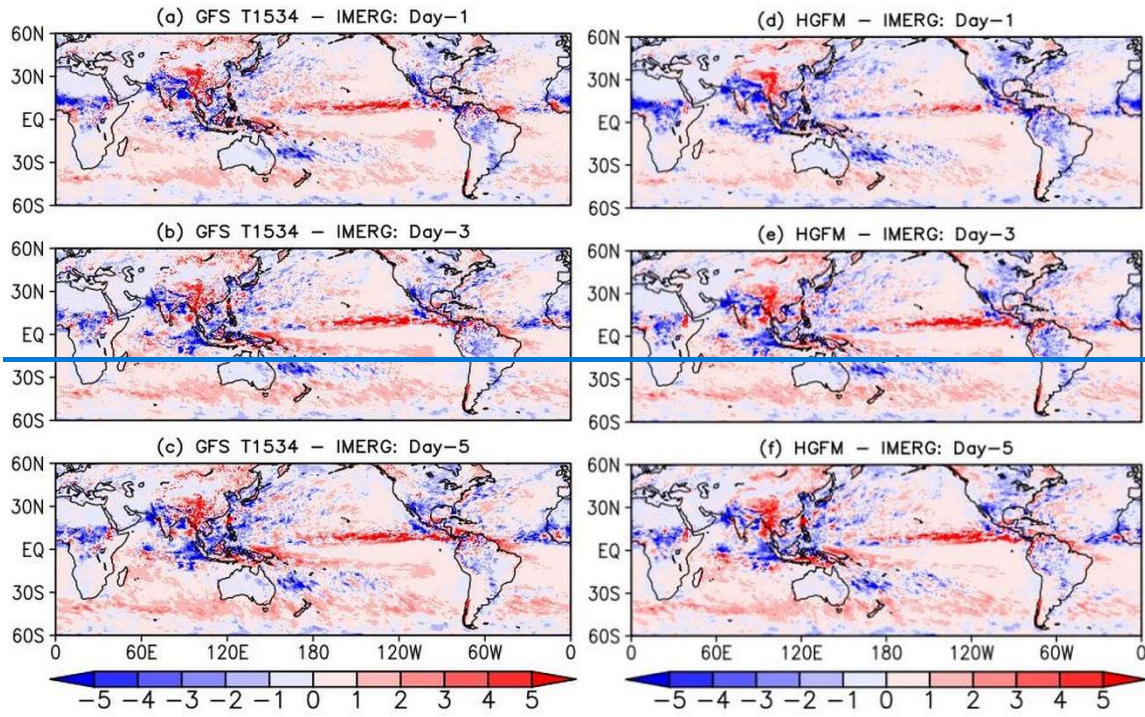 (a) GFS T1534 − IMERG: Day−1
60N
30N
EQ
30S
60S
(b) GFS T1534 − IMERG: Day−3
60N
30N
EQ
30S
60S
(c) GFS T1534 − IMERG: Day−5
60N
30N
EQ
30S
60S
0 60E 120E 180 120W 60W 0
−5 −4 −3 −2 −1 0 1 2 3 4 5
(d) HGFM − IMERG: Day−1
60N
30N
EQ
30S
60S
(e) HGFM − IMERG: Day−3
60N
30N
EQ
30S
60S
(f) HGFM − IMERG: Day−5
60N
30N
EQ
30S
60S
0 60E 120E 180 120W 60W 0
−5 −4 −3 −2 −1 0 1 2 3 4 5